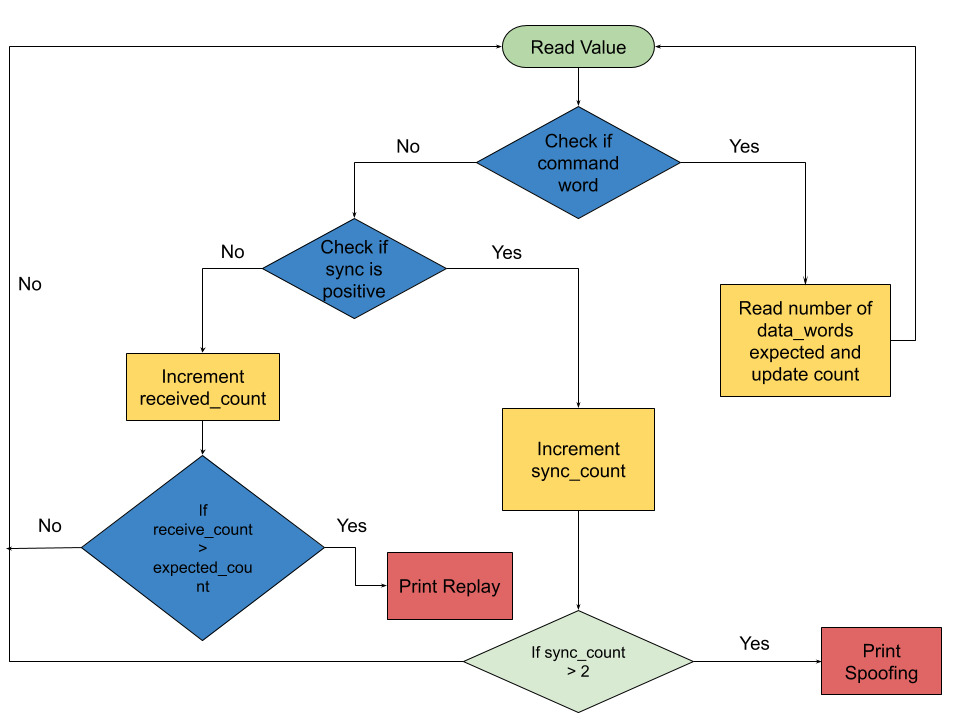 Read Value
Check if
command
word
No
Yes
Check if
sync is
positive
No
Yes
No
Read number of
data_words
expected and
update count
Increment
received_count
Increment
sync_count
If
receive_count
>
expected_cou
nt
No
Yes
Print Replay
If sync_count
> 2
Yes
Print
Spoofing